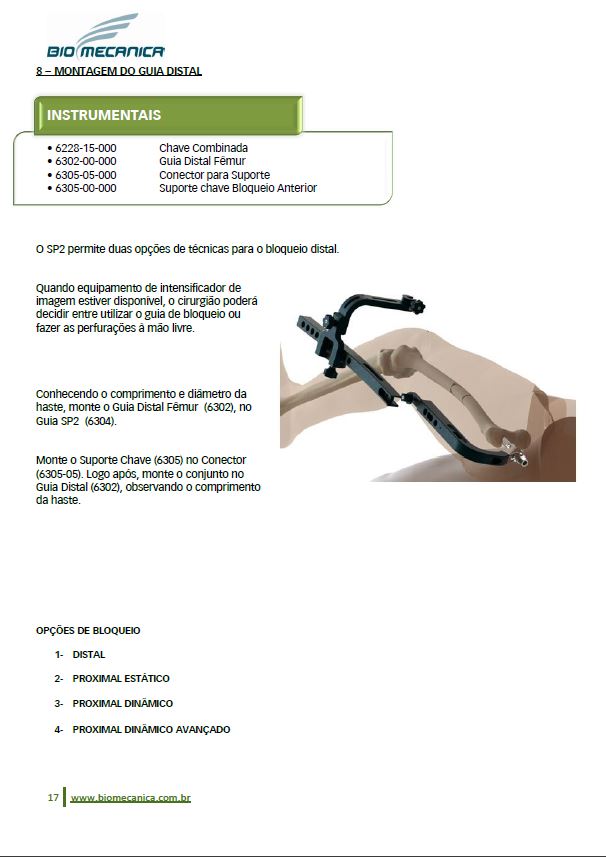 BIOMECANICA
8 – MONTAGEM DO GUIA DISTAL
INSTRUMENTAIS
• 6228-15-000 Chave Combinada
• 6302-00-000 Guia Distal Fêmur
• 6305-05-000 Conector para Suporte
• 6305-00-000 Suporte chave Bloqueio Anterior
O SP2 permite duas opções de técnicas para o bloqueio distal.
Quando equipamento de intensificador de
imagem estiver disponível, o cirurgião poderá
decidir entre utilizar o guia de bloqueio ou
fazer as perfurações à mão livre.
Conhecendo o comprimento e diâmetro da
haste, monte o Guia Distal Fêmur (6302), no
Guia SP2 (6304).
Monte o Suporte Chave (6305) no Conector
(6305-05). Logo após, monte o conjunto no
Guia Distal (6302), observando o comprimento
da haste.
OPÇÕES DE BLOQUEIO
1- DISTAL
2- PROXIMAL ESTÁTICO
3- PROXIMAL DINÂMICO
4- PROXIMAL DINÂMICO AVANÇADO
17 www.biomecanica.com.br